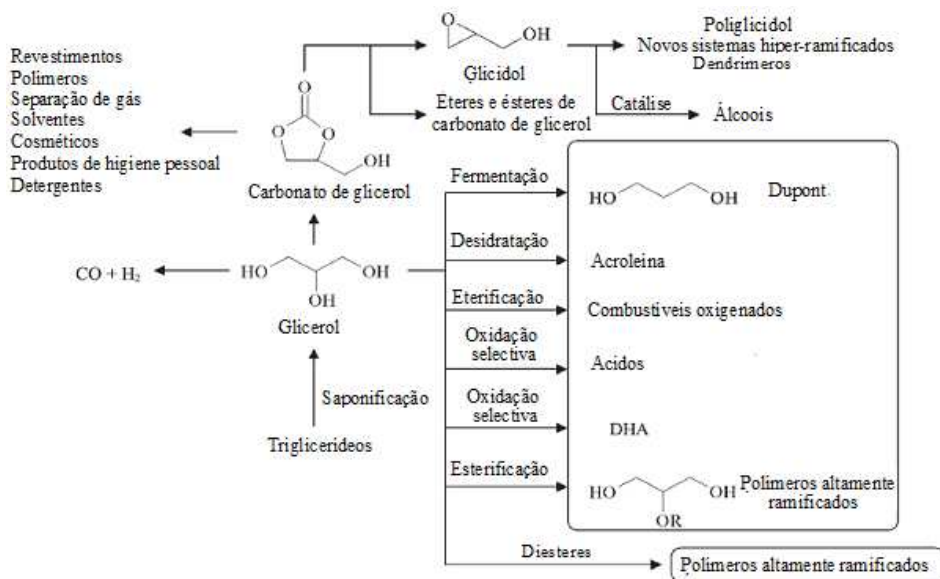 Revestimentos
Polimeros
Separação de gás
Solventes
Cosméticos
Produtos de higiene pessoal
Detergentes
O
O
O
OH
Carbonato de glicerol
O
OH
Glicidol
Eteres e ésteres de
carbonato de glicerol
Poliglicidol
Novos sistemas hiper-ramificados
Dendrimeros
Catálise
Álcoois
CO + H₂
HO
OH
OH
Glicerol
Saponificação
Triglicerideos
Fermentação
HO
OH
Dupont.
Desidratação
Acroleina
Eterificação
Combustiveis oxigenados
Oxidação
selectiva
Acidos
Oxidação
selectiva
DHA
Esterificação
HO
OH
OR
Polimeros altamente
ramificados
Diesteres
Polimeros altamente ramificados